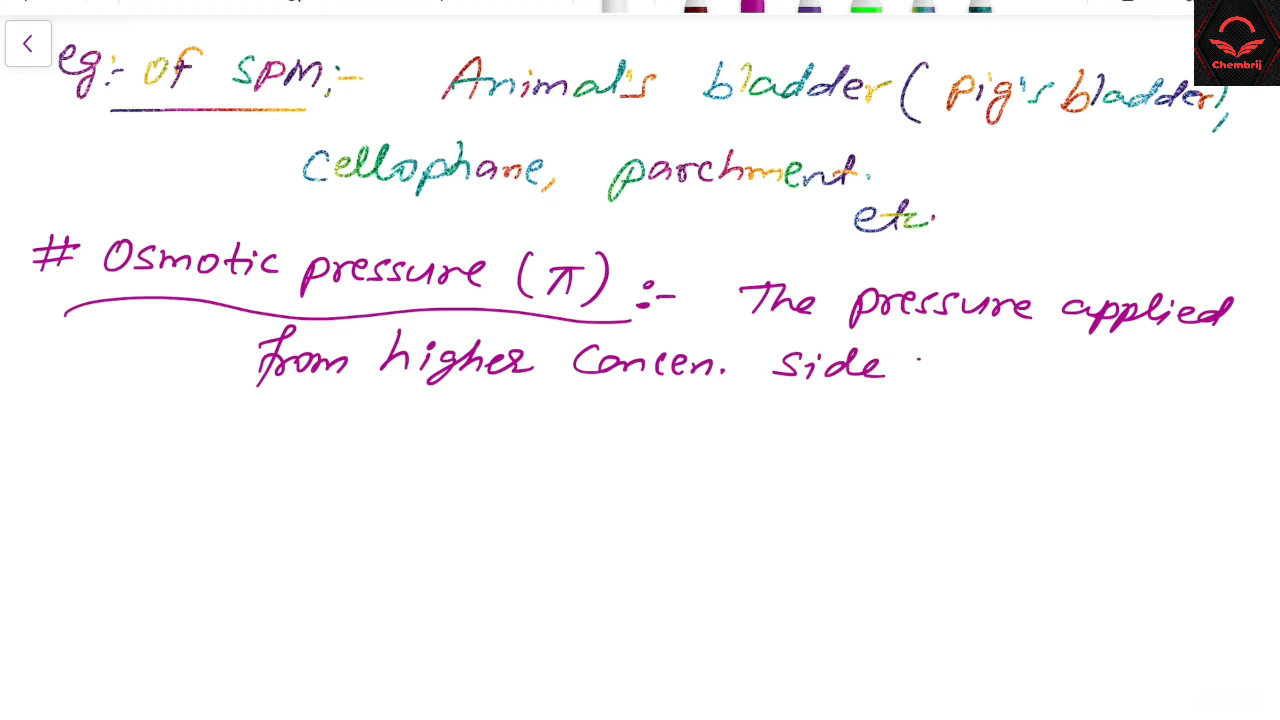 eg:- of SPM:- Animal's bladder (pig's bladder),
Cellophane, parchment.
etc.
# Osmotic pressure (π) :- The pressure applied
from higher Concen. side
Chembrij